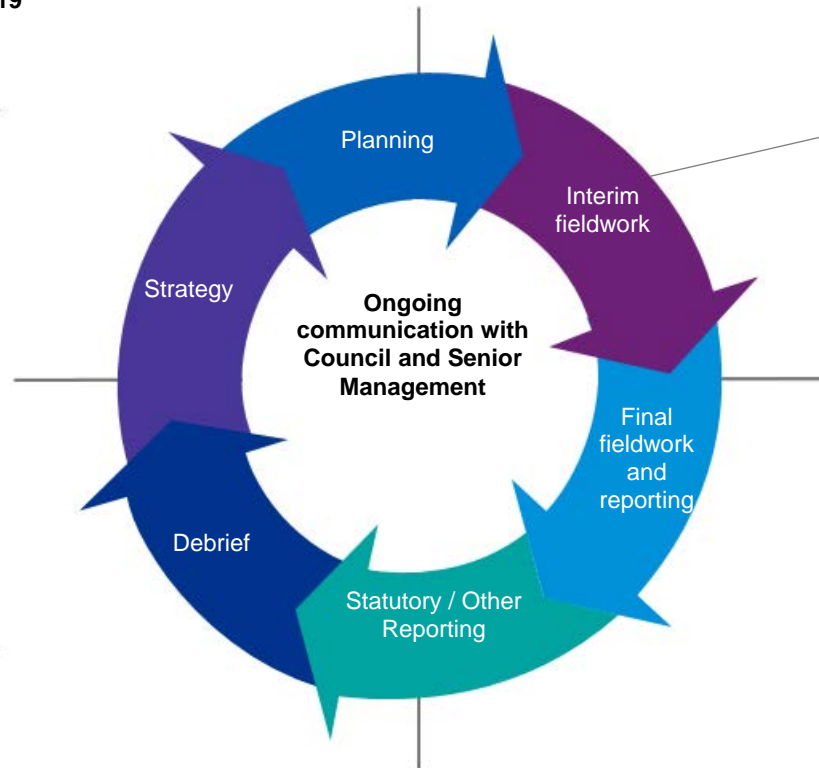 Planning
Interim
fieldwork
Strategy
Ongoing
communication with
Council and Senior
Management
Final
fieldwork
and
reporting
Debrief
Statutory / Other
Reporting